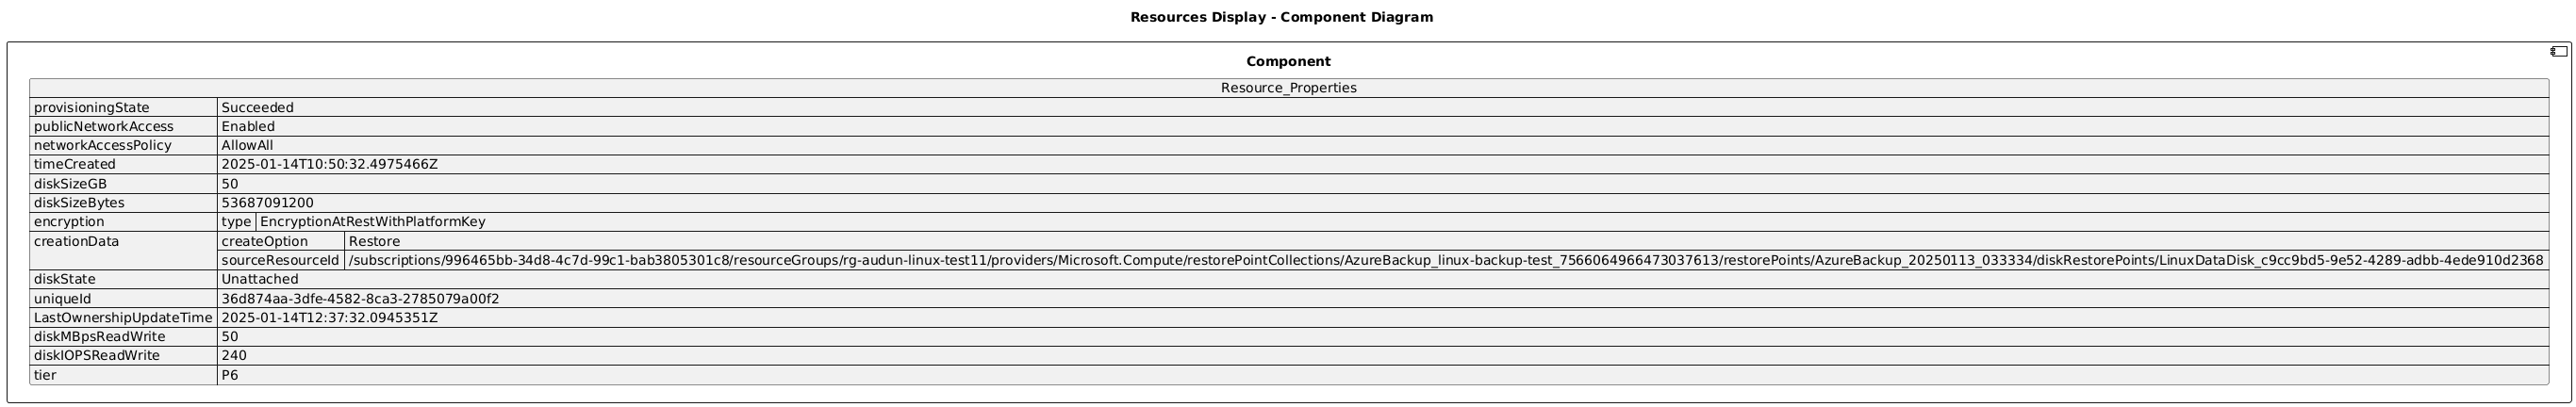 Resources Display - Component Diagram
Component
Resource_Properties
provisioningState Succeeded
publicNetworkAccess Enabled
networkAccessPolicy AllowAll
timeCreated 2025-01-14T10:50:32.4975466Z
diskSizeGB 50
diskSizeBytes 53687091200
encryption type EncryptionAtRestWithPlatformKey
creationData createOption Restore
sourceResourceId /subscriptions/996465bb-34d8-4c7d-99c1-bab3805301c8/resourceGroups/rg-audun-linux-test11/providers/Microsoft.Compute/restorePointCollections/AzureBackup_linux-backup-test_7566064966473037613/restorePoints/AzureBackup_20250113_033334/diskRestorePoints/LinuxDataDisk_c9cc9bd5-9e52-4289-adbb-4ede910d2368
diskState Unattached
uniqueId 36d874aa-3dfe-4582-8ca3-2785079a00f2
LastOwnershipUpdateTime 2025-01-14T12:37:32.0945351Z
diskMBpsReadWrite 50
diskIOPSReadWrite 240
tier P6